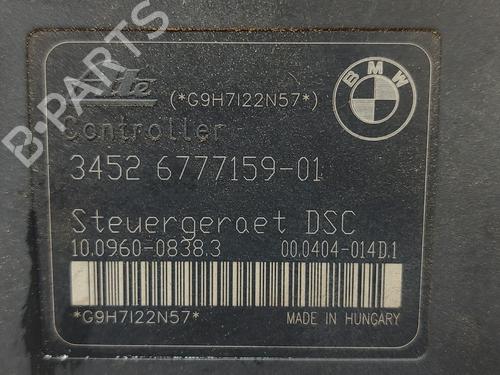 B-PARTS
Ate
(*G9H7I22N57*)
BMW
Controller
3452 6777159-01
Steuergeraet DSC
10.0960-0838.3
00.0404-014D.1
*G9H7I22N57*
MADE IN HUNGARY